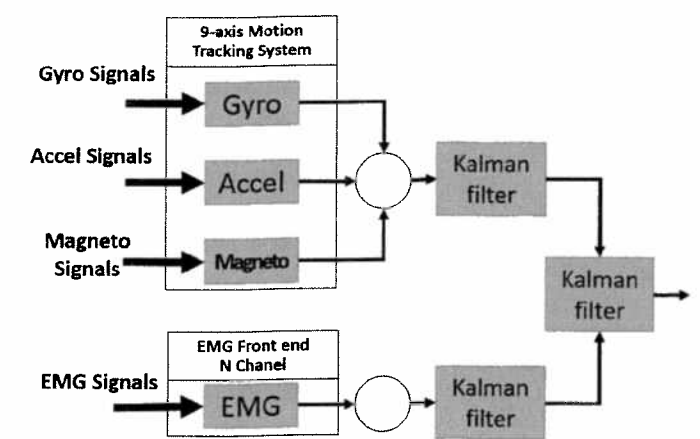 9-axis Motion
Tracking System
Gyro Signals
Gyro
Accel Signals
Accel
Kalman
filter
Magneto
Signals
Magneto
Kalman
filter
EMG Front end
N Chanel
EMG Signals
EMG
Kalman
filter